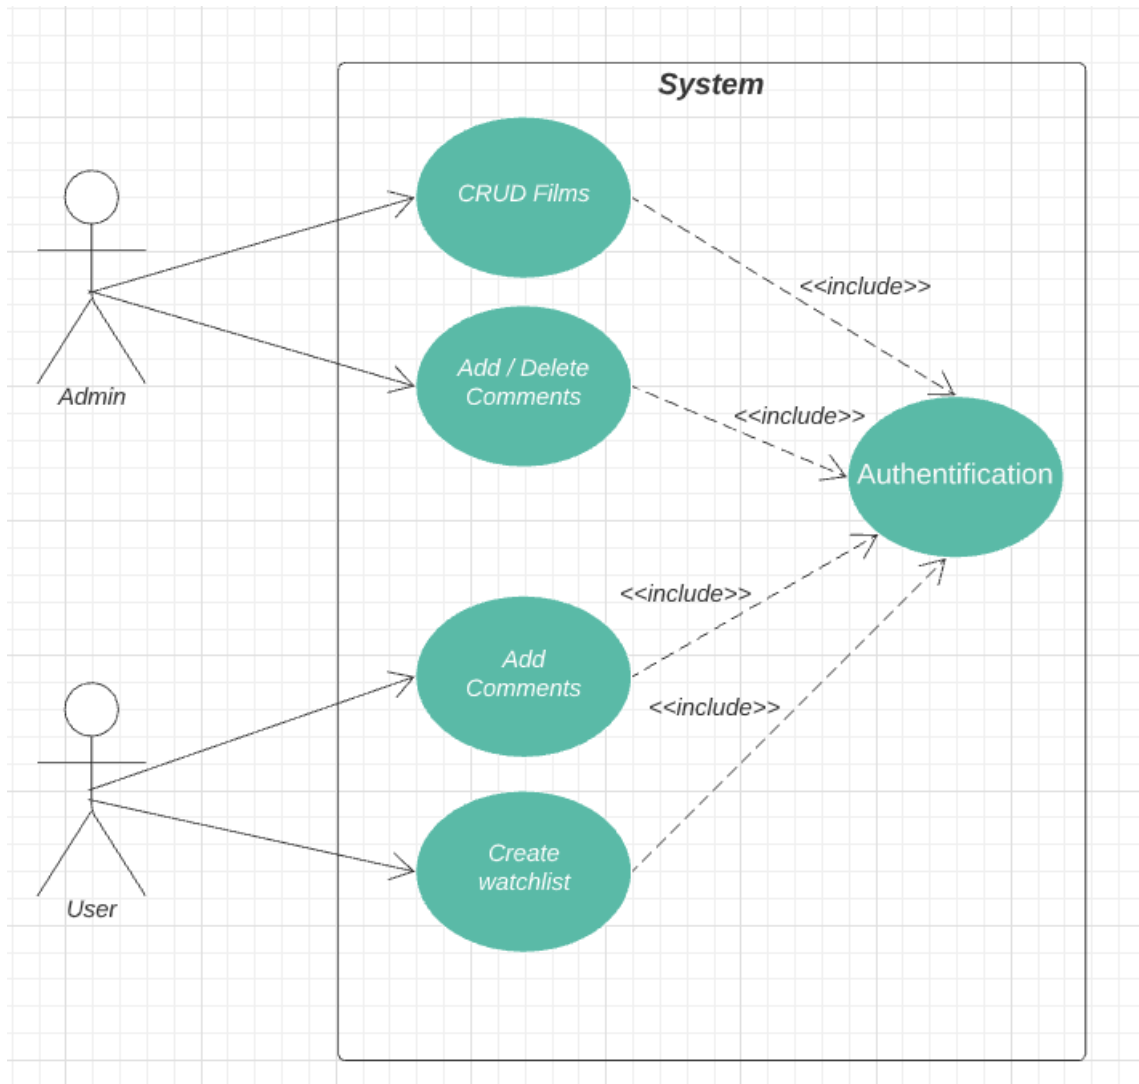 System
CRUD Films
<<include>>
Add / Delete
Comments
Admin
<<include>>
Authentification
<<include>>
Add
Comments
<<include>>
Create
watchlist
User